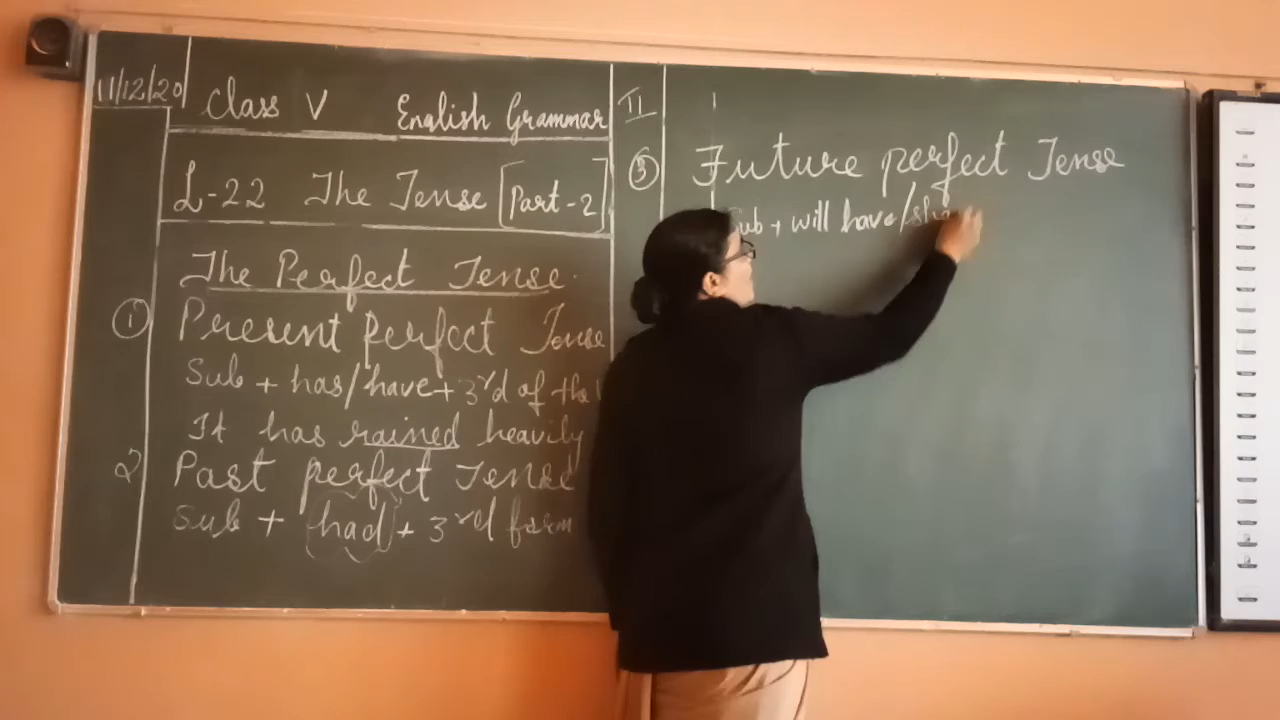 11/12/20
Class V English Grammar
L-22 The Tense [Part-2]
The Perfect Tense.
① Present perfect Tense
Sub + has/have + 3rd of the
It has rained heavily
2 Past perfect Tense
Sub + had + 3rd form
II
③ Future perfect Tense
Sub + will have/sha